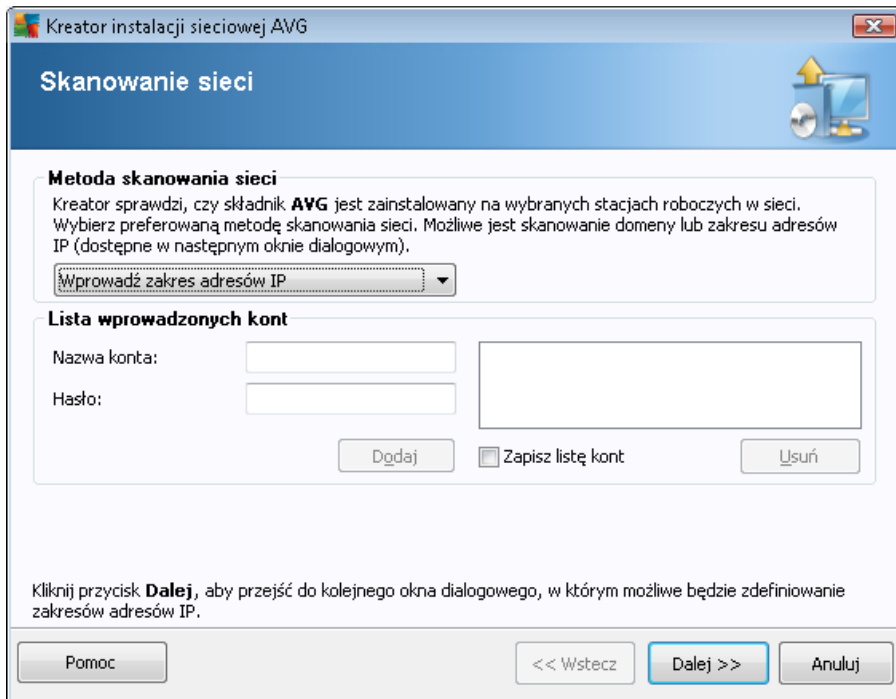 Kreator instalacji sieciowej AVG
Skanowanie sieci
Metoda skanowania sieci
Kreator sprawdzi, czy składnik AVG jest zainstalowany na wybranych stacjach roboczych w sieci.
Wybierz preferowaną metodę skanowania sieci. Możliwe jest skanowanie domeny lub zakresu adresów
IP (dostępne w następnym oknie dialogowym).
Wprowadź zakres adresów IP
Lista wprowadzonych kont
Nazwa konta:
Hasło:
Dodaj
Zapisz listę kont
Usuń
Kliknij przycisk Dalej, aby przejść do kolejnego okna dialogowego, w którym możliwe będzie zdefiniowanie
zakresów adresów IP.
Pomoc
<< Wstecz
Dalej >>
Anuluj